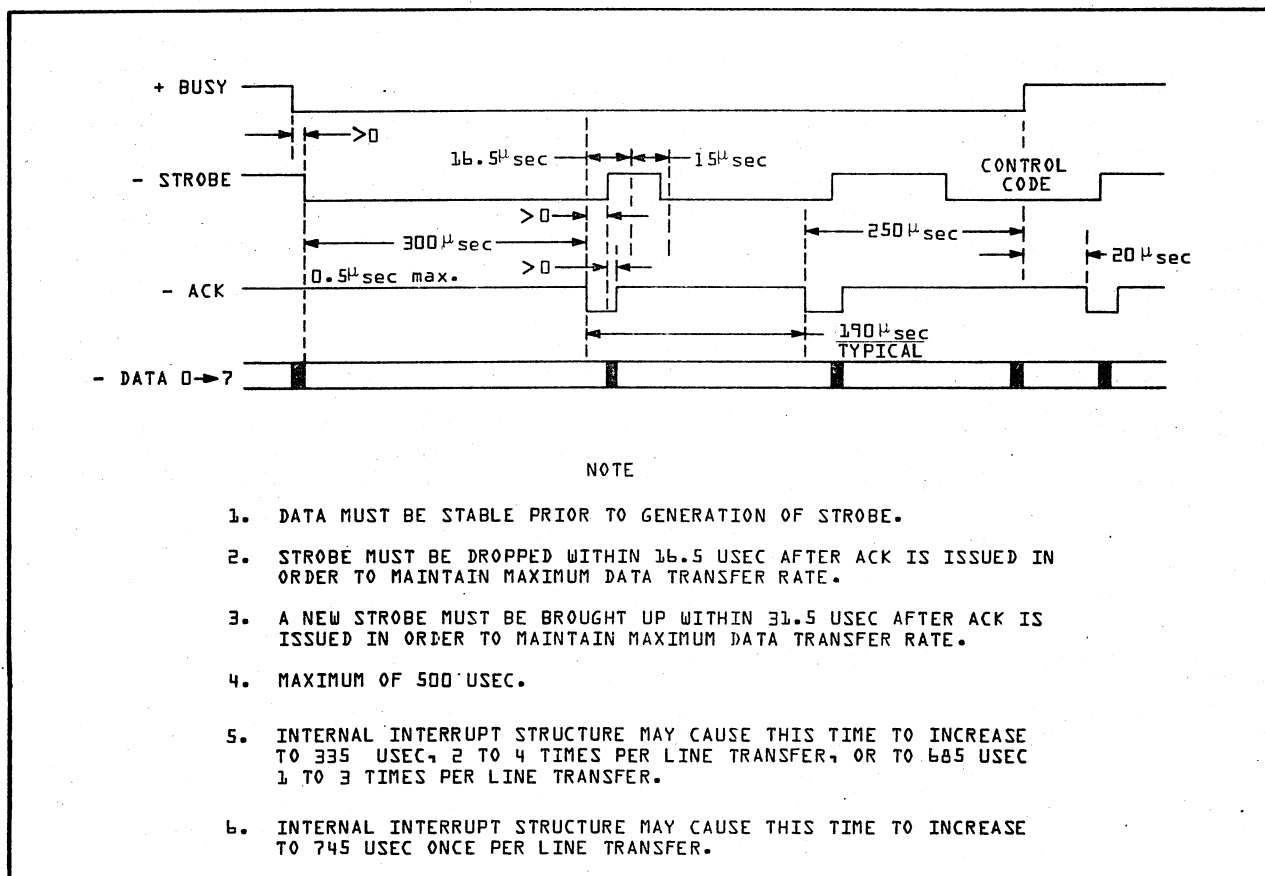 + BUSY
>0
16.5μsec
15μsec
- STROBE
CONTROL
CODE
>0
300μsec
250μsec
>0
20μsec
0.5μsec max.
- ACK
190μsec
TYPICAL
- DATA 0→7
NOTE
1. DATA MUST BE STABLE PRIOR TO GENERATION OF STROBE.
2. STROBE MUST BE DROPPED WITHIN 16.5 USEC AFTER ACK IS ISSUED IN
ORDER TO MAINTAIN MAXIMUM DATA TRANSFER RATE.
3. A NEW STROBE MUST BE BROUGHT UP WITHIN 31.5 USEC AFTER ACK IS
ISSUED IN ORDER TO MAINTAIN MAXIMUM DATA TRANSFER RATE.
4. MAXIMUM OF 500 USEC.
5. INTERNAL INTERRUPT STRUCTURE MAY CAUSE THIS TIME TO INCREASE
TO 335 USEC, 2 TO 4 TIMES PER LINE TRANSFER, OR TO 685 USEC
1 TO 3 TIMES PER LINE TRANSFER.
6. INTERNAL INTERRUPT STRUCTURE MAY CAUSE THIS TIME TO INCREASE
TO 745 USEC ONCE PER LINE TRANSFER.